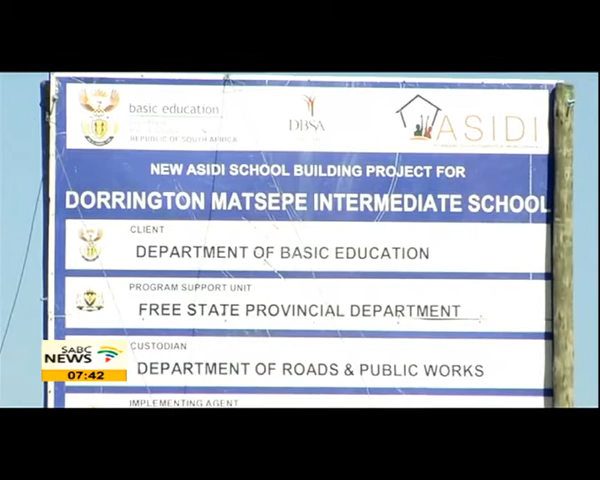 basic education
REPUBLIC OF SOUTH AFRICA
DBSA
ASIDI
NEW ASIDI SCHOOL BUILDING PROJECT FOR
DORRINGTON MATSEPE INTERMEDIATE SCHOOL
CLIENT
DEPARTMENT OF BASIC EDUCATION
PROGRAM SUPPORT UNIT
FREE STATE PROVINCIAL DEPARTMENT
CUSTODIAN
DEPARTMENT OF ROADS & PUBLIC WORKS
IMPLEMENTING AGENT
SABC
NEWS
07:42